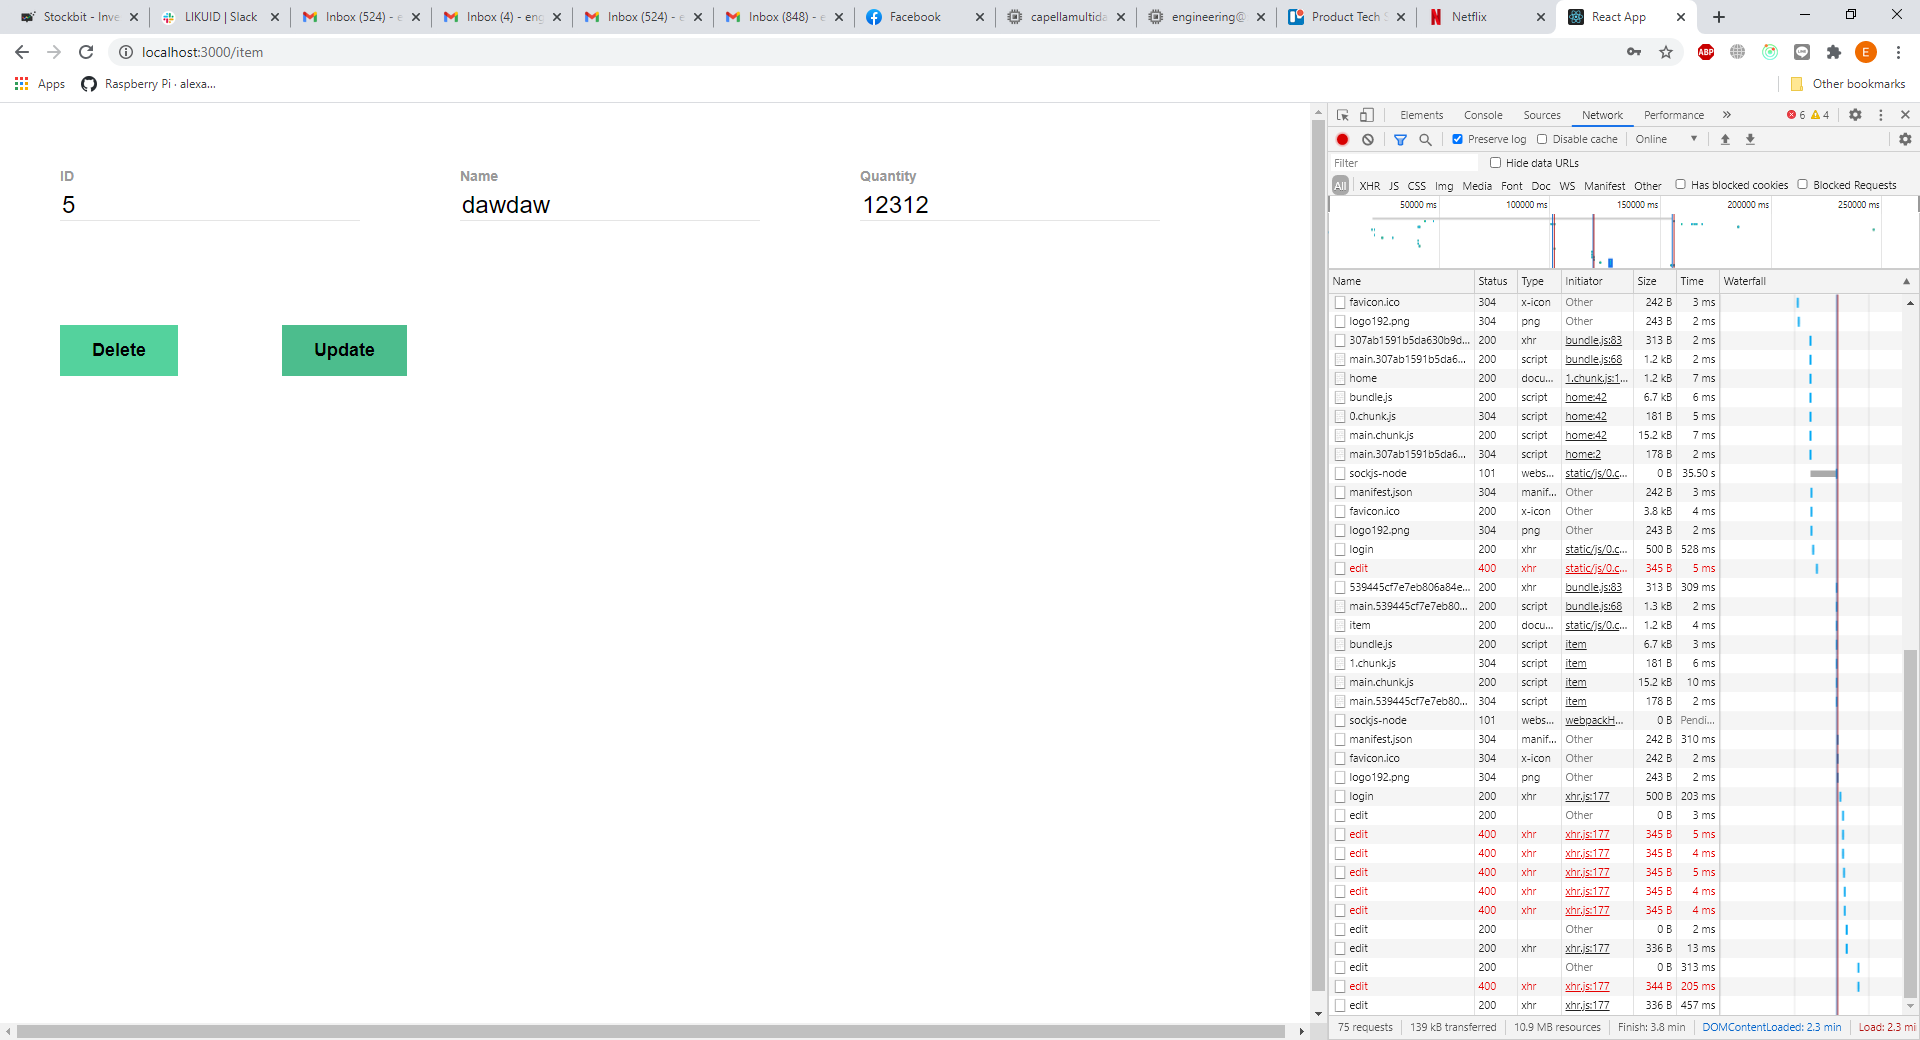 Stockbit - Inve
LIKUID | Slack
Inbox (524) - e
Inbox (4) - eng
Inbox (524) - e
Inbox (848) - e
Facebook
capellamultida
engineering@
Product Tech S
Netflix
React App
localhost:3000/item
ABP
E
Apps
Raspberry Pi · alexa...
Other bookmarks
ID
Name
Quantity
5
dawdaw
12312
Delete
Update
Elements Console Sources Network Performance » 6 4
Preserve log Disable cache Online
Filter Hide data URLs
All XHR JS CSS Img Media Font Doc WS Manifest Other Has blocked cookies Blocked Requests
50000 ms 100000 ms 150000 ms 200000 ms 250000 ms
Name Status Type Initiator Size Time Waterfall
favicon.ico 304 x-icon Other 242 B 3 ms
logo192.png 304 png Other 243 B 2 ms
307ab1591b5da630b9d... 200 xhr bundle.js:83 313 B 2 ms
main.307ab1591b5da6... 200 script bundle.js:68 1.2 kB 2 ms
home 200 docu... 1.chunk.js:1... 1.2 kB 7 ms
bundle.js 200 script home:42 6.7 kB 6 ms
0.chunk.js 304 script home:42 181 B 5 ms
main.chunk.js 200 script home:42 15.2 kB 7 ms
main.307ab1591b5da6... 304 script home:2 178 B 2 ms
sockjs-node 101 webs... static/js/0.c... 0 B 35.50 s
manifest.json 304 manif... Other 242 B 3 ms
favicon.ico 200 x-icon Other 3.8 kB 4 ms
logo192.png 304 png Other 243 B 2 ms
login 200 xhr static/js/0.c... 500 B 528 ms
edit 400 xhr static/js/0.c... 345 B 5 ms
539445cf7e7eb806a84e... 200 xhr bundle.js:83 313 B 309 ms
main.539445cf7e7eb80... 200 script bundle.js:68 1.3 kB 2 ms
item 200 docu... static/js/0.c... 1.2 kB 4 ms
bundle.js 200 script item 6.7 kB 3 ms
1.chunk.js 304 script item 181 B 6 ms
main.chunk.js 200 script item 15.2 kB 10 ms
main.539445cf7e7eb80... 304 script item 178 B 2 ms
sockjs-node 101 webs... webpackH... 0 B Pendi...
manifest.json 304 manif... Other 242 B 310 ms
favicon.ico 304 x-icon Other 242 B 2 ms
logo192.png 304 png Other 243 B 2 ms
login 200 xhr xhr.js:177 500 B 203 ms
edit 200 Other 0 B 3 ms
edit 400 xhr xhr.js:177 345 B 5 ms
edit 400 xhr xhr.js:177 345 B 4 ms
edit 400 xhr xhr.js:177 345 B 5 ms
edit 400 xhr xhr.js:177 345 B 4 ms
edit 400 xhr xhr.js:177 345 B 4 ms
edit 200 Other 0 B 2 ms
edit 200 xhr xhr.js:177 336 B 13 ms
edit 200 Other 0 B 313 ms
edit 400 xhr xhr.js:177 344 B 205 ms
edit 200 xhr xhr.js:177 336 B 457 ms
75 requests 139 kB transferred 10.9 MB resources Finish: 3.8 min DOMContentLoaded: 2.3 min Load: 2.3 mi